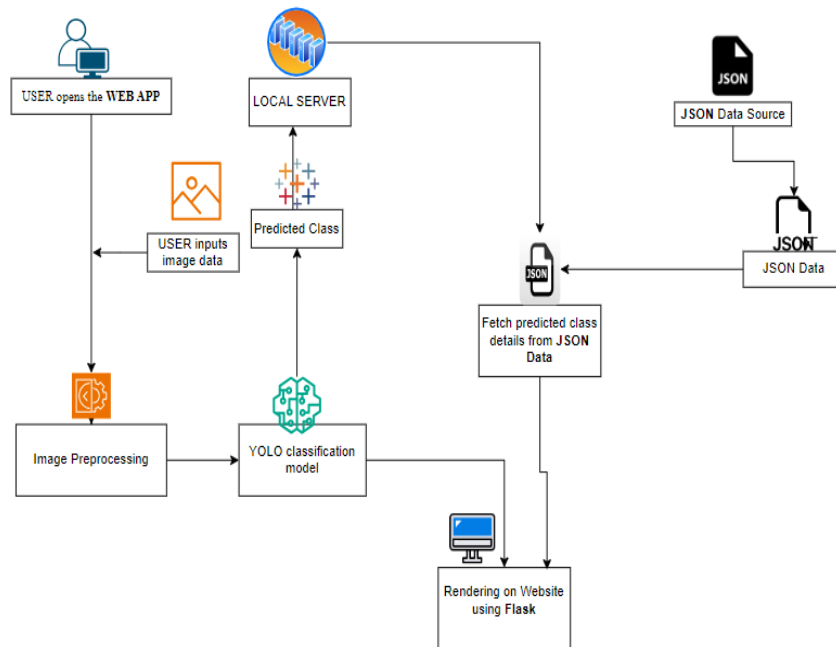 USER opens the WEB APP
LOCAL SERVER
JSON
JSON Data Source
USER inputs
image data
Predicted Class
JSON
JSON Data
JSON
Fetch predicted class
details from JSON
Data
Image Preprocessing
YOLO classification
model
Rendering on Website
using Flask